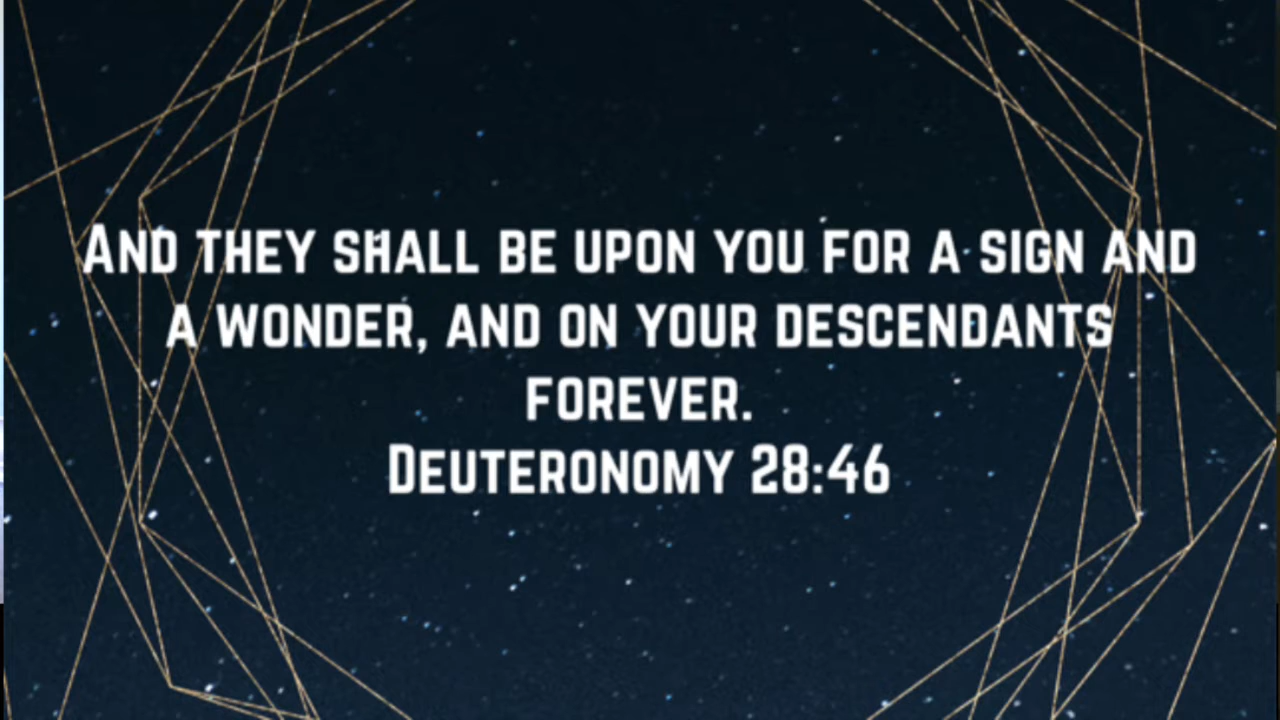 And they shall be upon you for a sign and
a wonder, and on your descendants
forever.
Deuteronomy 28:46